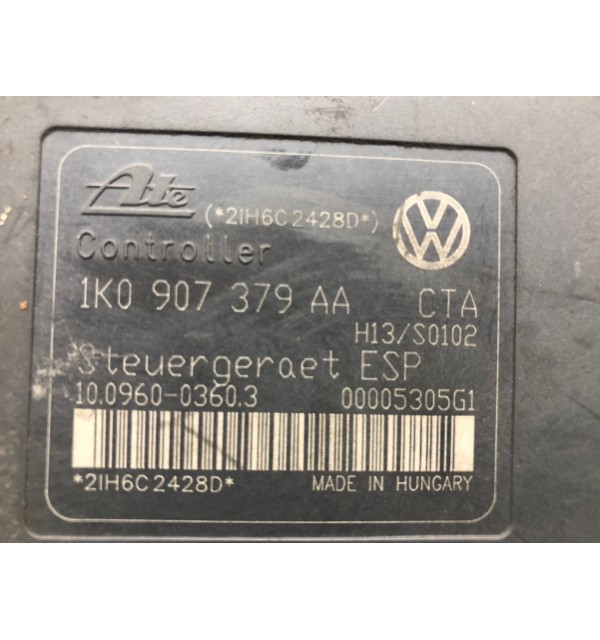 Ate (*2IH6C2428D*)
Controller
1K0 907 379 AA CTA
H13/S0102
Steuergeraet ESP
10.0960-0360.3 00005305G1
*2IH6C2428D* MADE IN HUNGARY